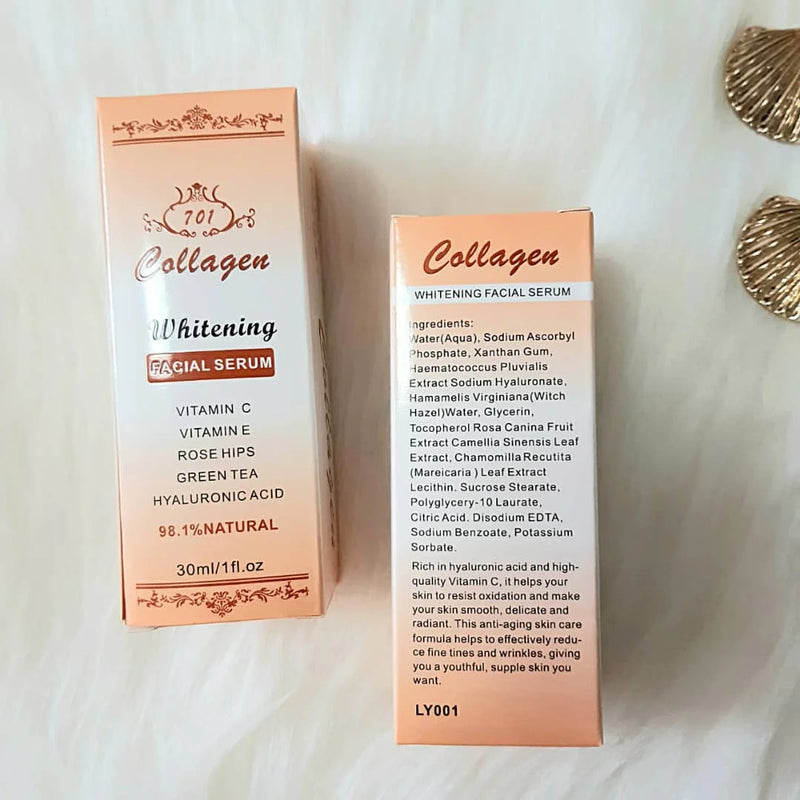 701
Collagen
Whitening
FACIAL SERUM
VITAMIN C
VITAMIN E
ROSE HIPS
GREEN TEA
HYALURONIC ACID
98.1%NATURAL
30ml/1fl.oz
Collagen
WHITENING FACIAL SERUM
Ingredients:
Water(Aqua), Sodium Ascorbyl
Phosphate, Xanthan Gum,
Haematococcus Pluvialis
Extract Sodium Hyaluronate,
Hamamelis Virginiana(Witch
Hazel)Water, Glycerin,
Tocopherol Rosa Canina Fruit
Extract Camellia Sinensis Leaf
Extract, Chamomilla Recutita
(Mareicaria ) Leaf Extract
Lecithin. Sucrose Stearate,
Polyglycery-10 Laurate,
Citric Acid. Disodium EDTA,
Sodium Benzoate, Potassium
Sorbate.
Rich in hyaluronic acid and high-
quality Vitamin C, it helps your
skin to resist oxidation and make
your skin smooth, delicate and
radiant. This anti-aging skin care
formula helps to effectively redu-
ce fine tines and wrinkles, giving
you a youthful, supple skin you
want.
LY001